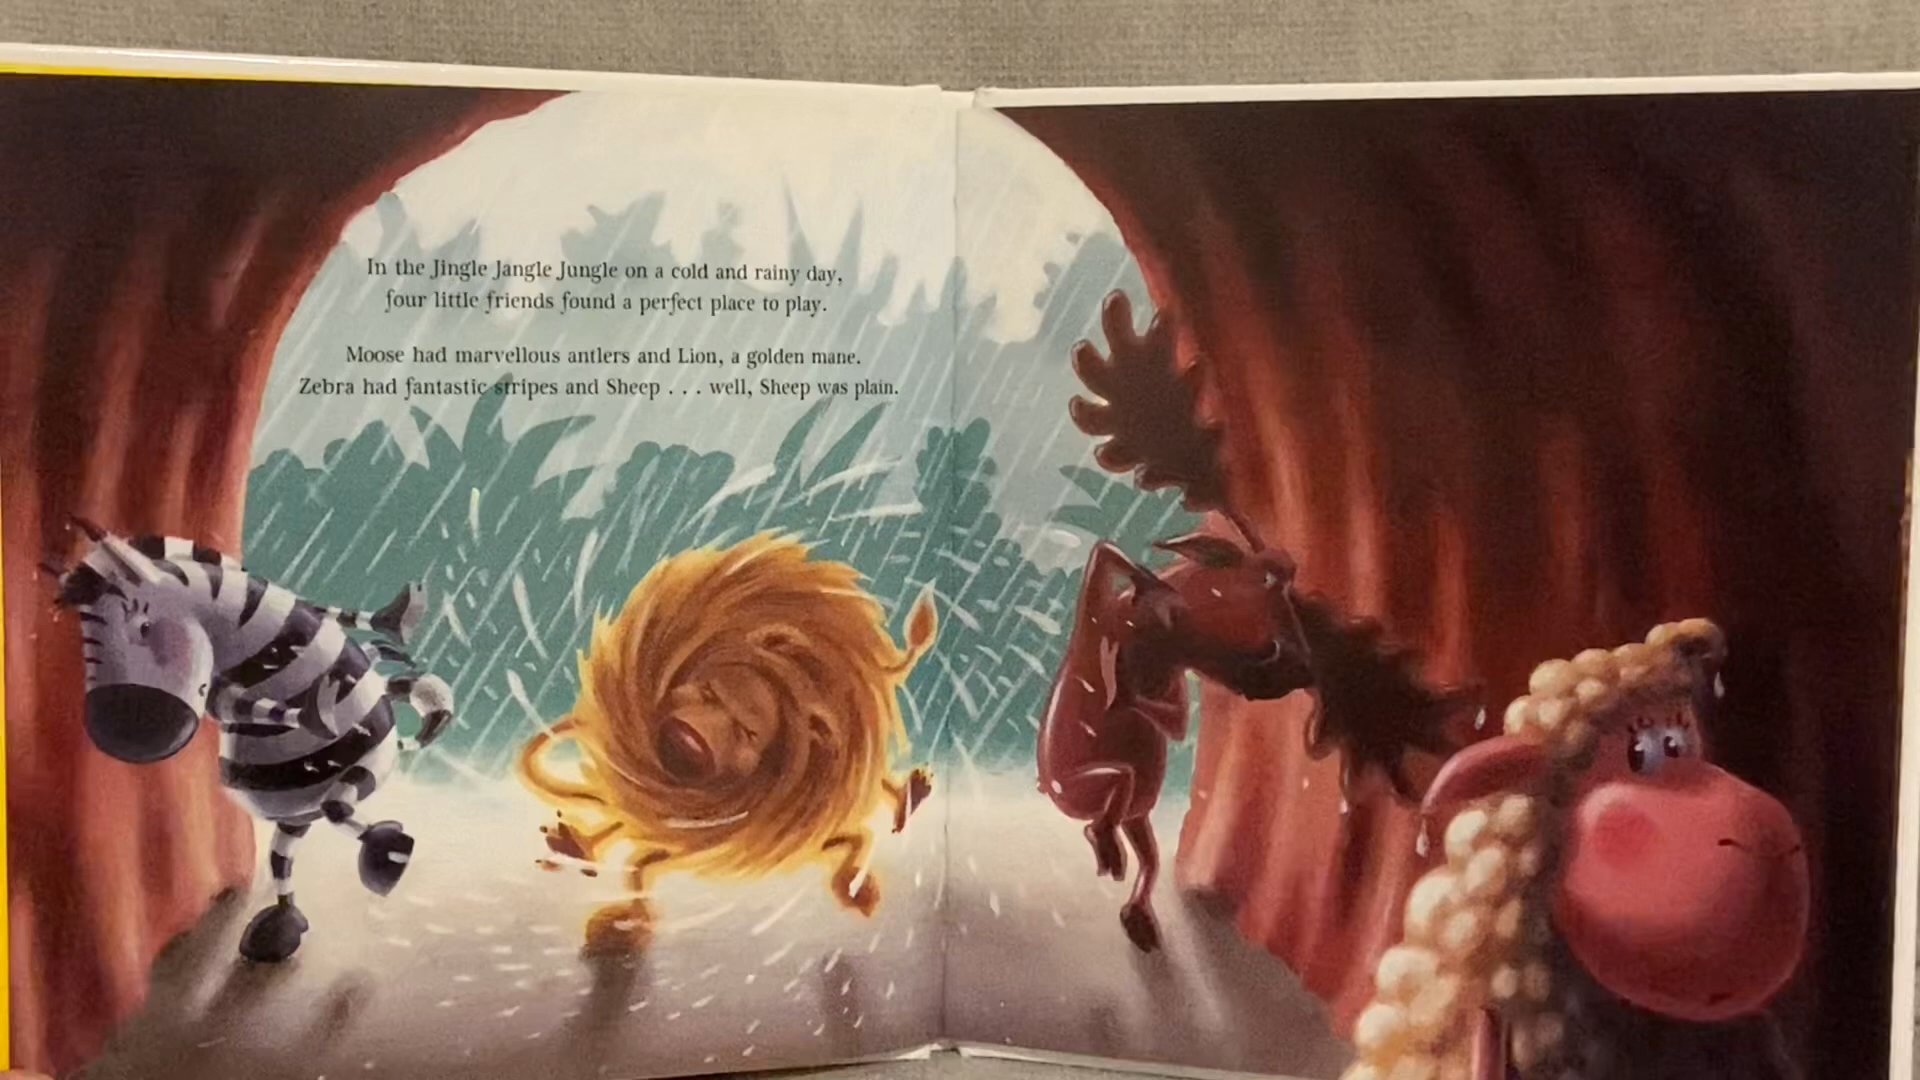 In the Jingle Jangle Jungle on a cold and rainy day,
four little friends found a perfect place to play.
Moose had marvellous antlers and Lion, a golden mane.
Zebra had fantastic stripes and Sheep . . . well, Sheep was plain.